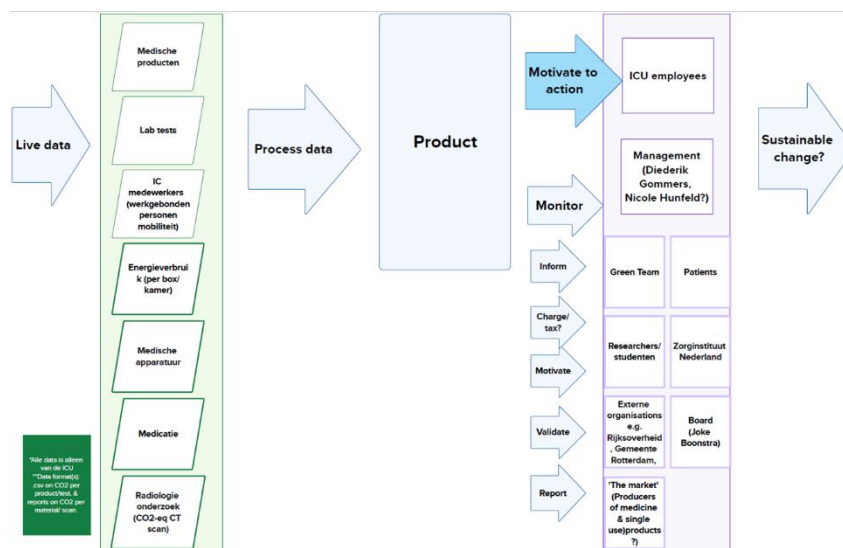 Live data
Medische
producten
Lab tests
IC
medewerkers
(werkgebonden
personen
mobiliteit)
Energieverbrui
k (per box/
kamer)
Medische
apparatuur
Medicatie
Radiologie
onderzoek
(CO2-eq CT
scan)
*Alle data is alleen
van de ICU
**Data format(s):
.csv on CO2 per
product/test, &
reports on CO2 per
material/ scan.
Process data
Product
Motivate to
action
Monitor
Inform
Charge/
tax?
Motivate
Validate
Report
ICU employees
Management
(Diederik
Gommers,
Nicole Hunfeld?)
Green Team
Patients
Researchers/
studenten
Zorginstituut
Nederland
Externe
organisations
e.g.
Rijksoverheid
, Gemeente
Rotterdam,
Board
(Joke
Boonstra)
'The market'
(Producers
of medicine
& single
use)products
?)
Sustainable
change?